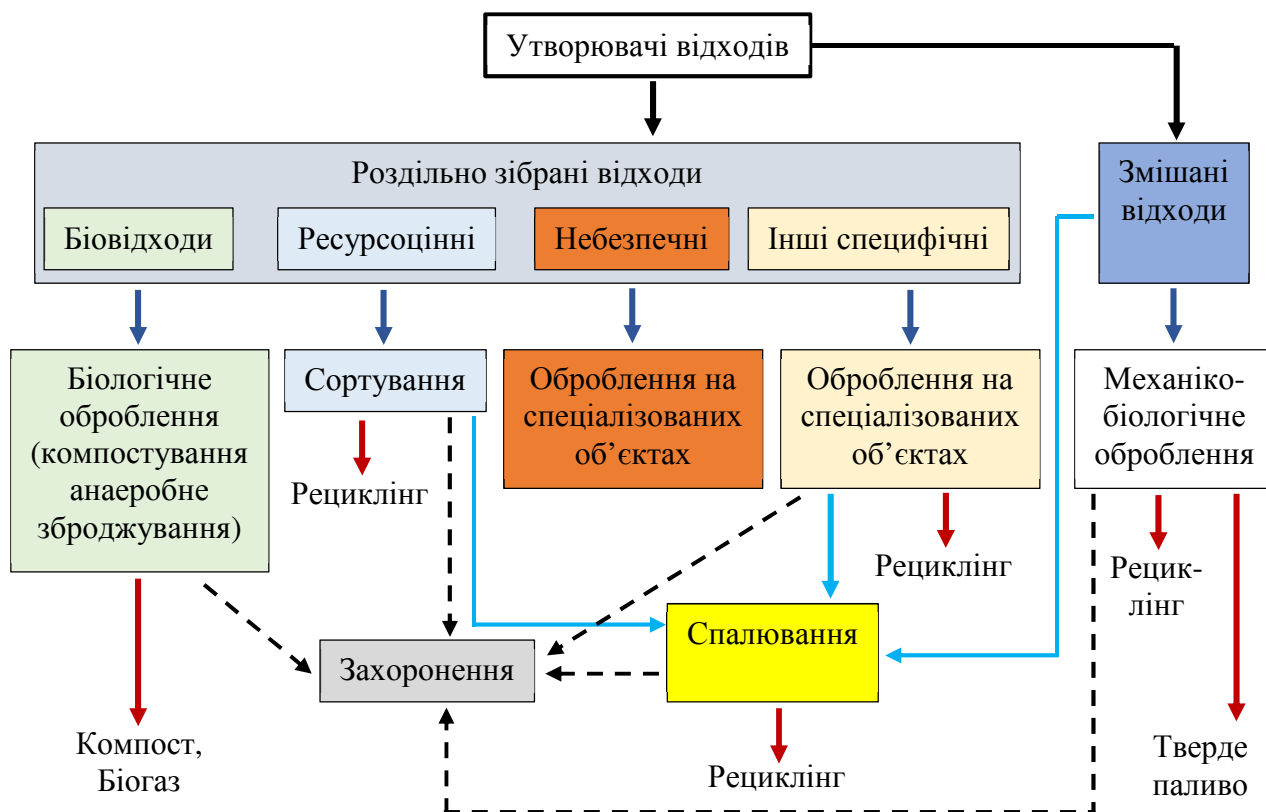 Утворювачі відходів
Роздільно зібрані відходи
Змішані
відходи
Біовідходи
Ресурсоцінні
Небезпечні
Інші специфічні
Біологічне
оброблення
(компостування
анаеробне
зброджування)
Сортування
Оброблення на
спеціалізованих
об’єктах
Оброблення на
спеціалізованих
об’єктах
Механіко-
біологічне
оброблення
Рециклінг
Рециклінг
Рецик-
лінг
Спалювання
Захоронення
Компост,
Біогаз
Рециклінг
Тверде
паливо